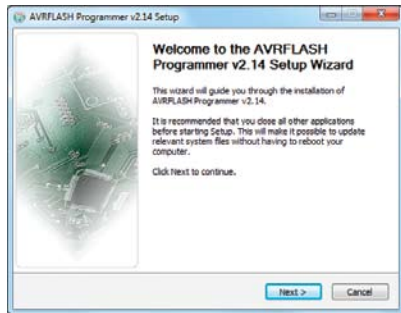 AVRFLASH Programmer v2.14 Setup
Welcome to the AVRFLASH
Programmer v2.14 Setup Wizard
This wizard will guide you through the installation of
AVRFLASH Programmer v2.14.
It is recommended that you close all other applications
before starting Setup. This will make it possible to update
relevant system files without having to reboot your
computer.
Click Next to continue.
Next >
Cancel